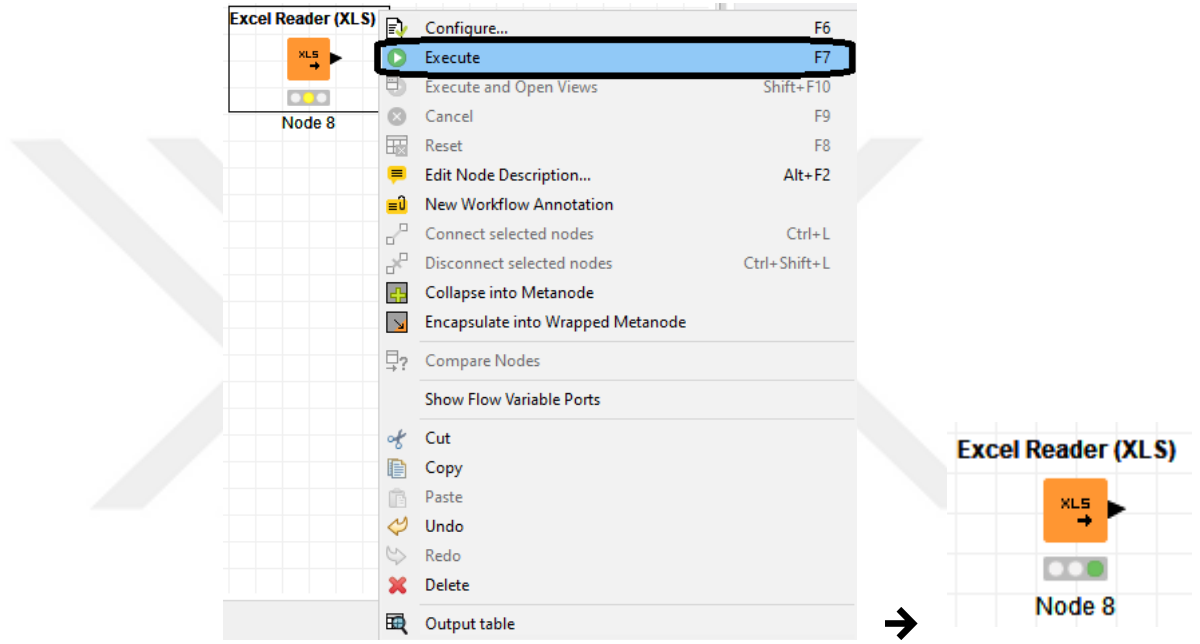 Excel Reader (XLS)
XLS
Node 8
Configure... F6
Execute F7
Execute and Open Views Shift+F10
Cancel F9
Reset F8
Edit Node Description... Alt+F2
New Workflow Annotation
Connect selected nodes Ctrl+L
Disconnect selected nodes Ctrl+Shift+L
Collapse into Metanode
Encapsulate into Wrapped Metanode
Compare Nodes
Show Flow Variable Ports
Cut
Copy
Paste
Undo
Redo
Delete
Output table
Excel Reader (XLS)
XLS
Node 8